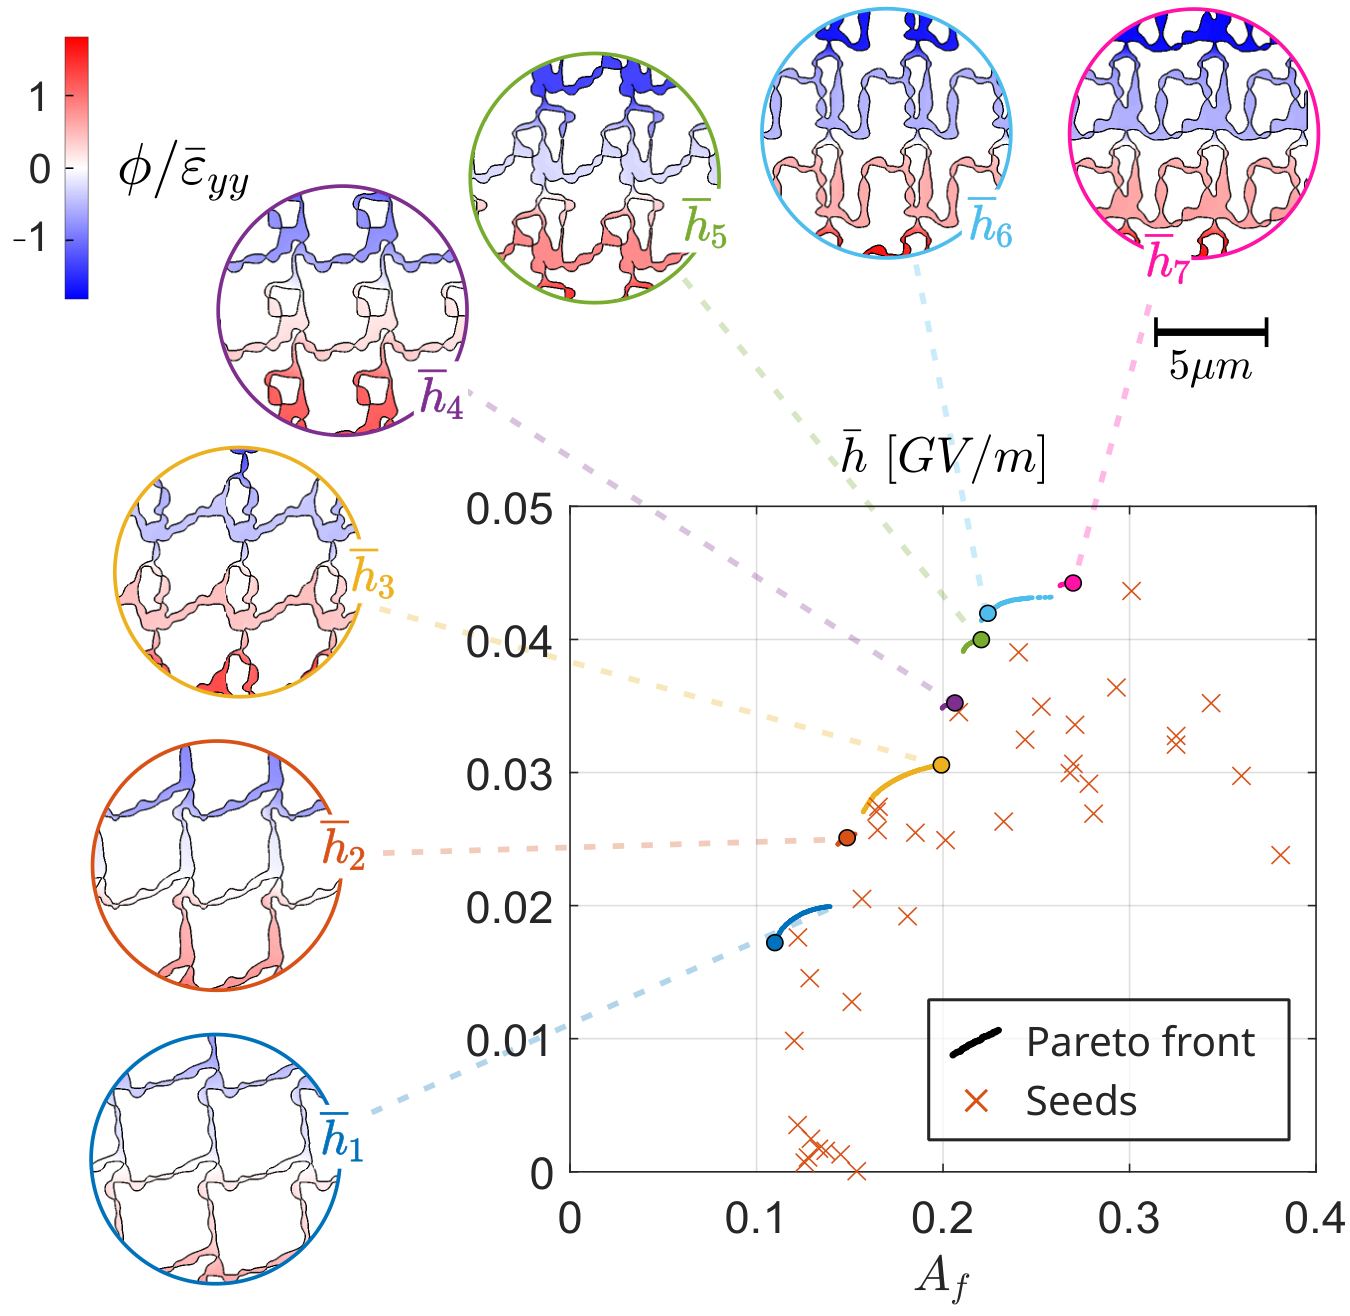 1
0
-1
ϕ/ε̄yy
h̄7
h̄6
h̄5
h̄4
h̄3
h̄2
h̄1
5μm
h̄ [GV/m]
0.05
0.04
0.03
0.02
0.01
0
0 0.1 0.2 0.3 0.4
Af
Pareto front
Seeds